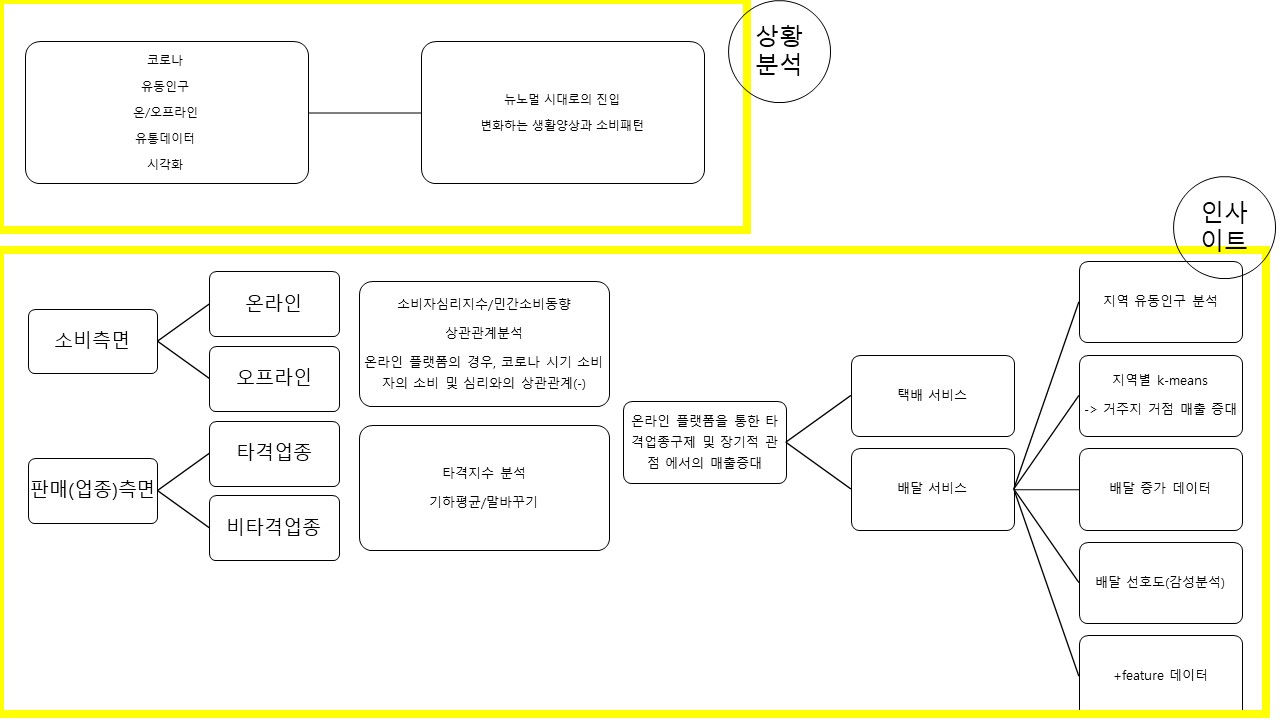 상황
분석
코로나
유동인구
온/오프라인
유통데이터
시각화
뉴노멀 시대로의 진입
변화하는 생활양상과 소비패턴
인사
이트
소비측면
온라인
오프라인
판매(업종)측면
타격업종
비타격업종
소비자심리지수/민간소비동향
상관관계분석
온라인 플랫폼의 경우, 코로나 시기 소비
자의 소비 및 심리와의 상관관계(-)
타격지수 분석
기하평균/말바꾸기
온라인 플랫폼을 통한 타
격업종구제 및 장기적 관
점 에서의 매출증대
택배 서비스
배달 서비스
지역 유동인구 분석
지역별 k-means
-> 거주지 거점 매출 증대
배달 증가 데이터
배달 선호도(감성분석)
+feature 데이터